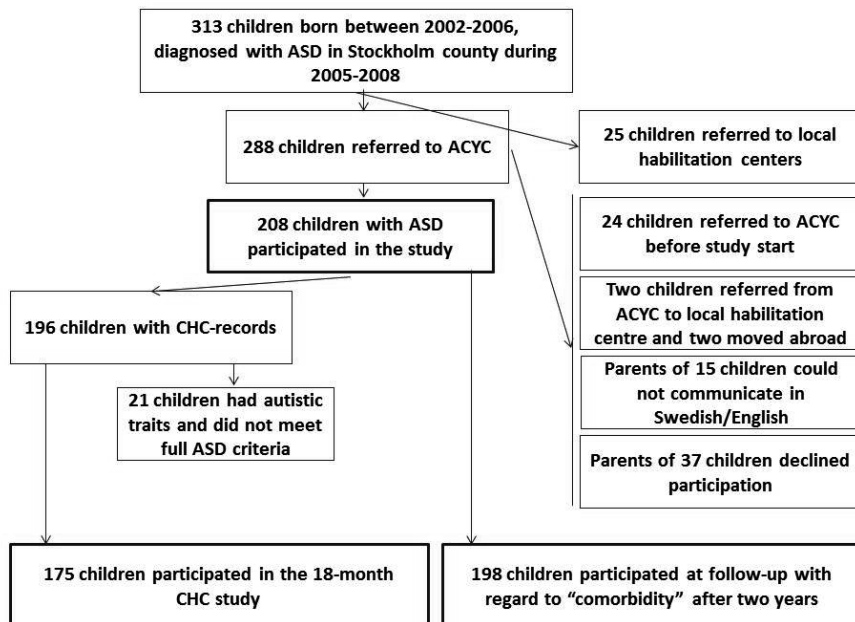 313 children born between 2002-2006,
diagnosed with ASD in Stockholm county during
2005-2008
288 children referred to ACYC
25 children referred to local
habilitation centers
208 children with ASD
participated in the study
24 children referred to ACYC
before study start
Two children referred from
ACYC to local habilitation
centre and two moved abroad
196 children with CHC-records
Parents of 15 children could
not communicate in
Swedish/English
21 children had autistic
traits and did not meet
full ASD criteria
Parents of 37 children declined
participation
175 children participated in the 18-month
CHC study
198 children participated at follow-up with
regard to “comorbidity” after two years